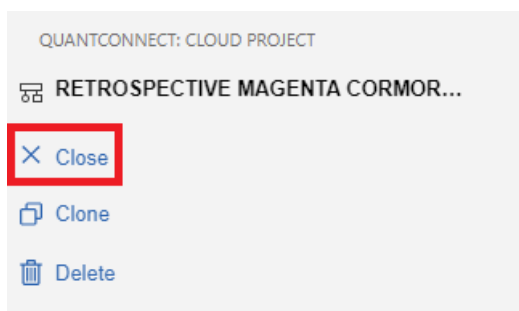 QUANTCONNECT: CLOUD PROJECT
RETROSPECTIVE MAGENTA CORMOR...
Close
Clone
Delete